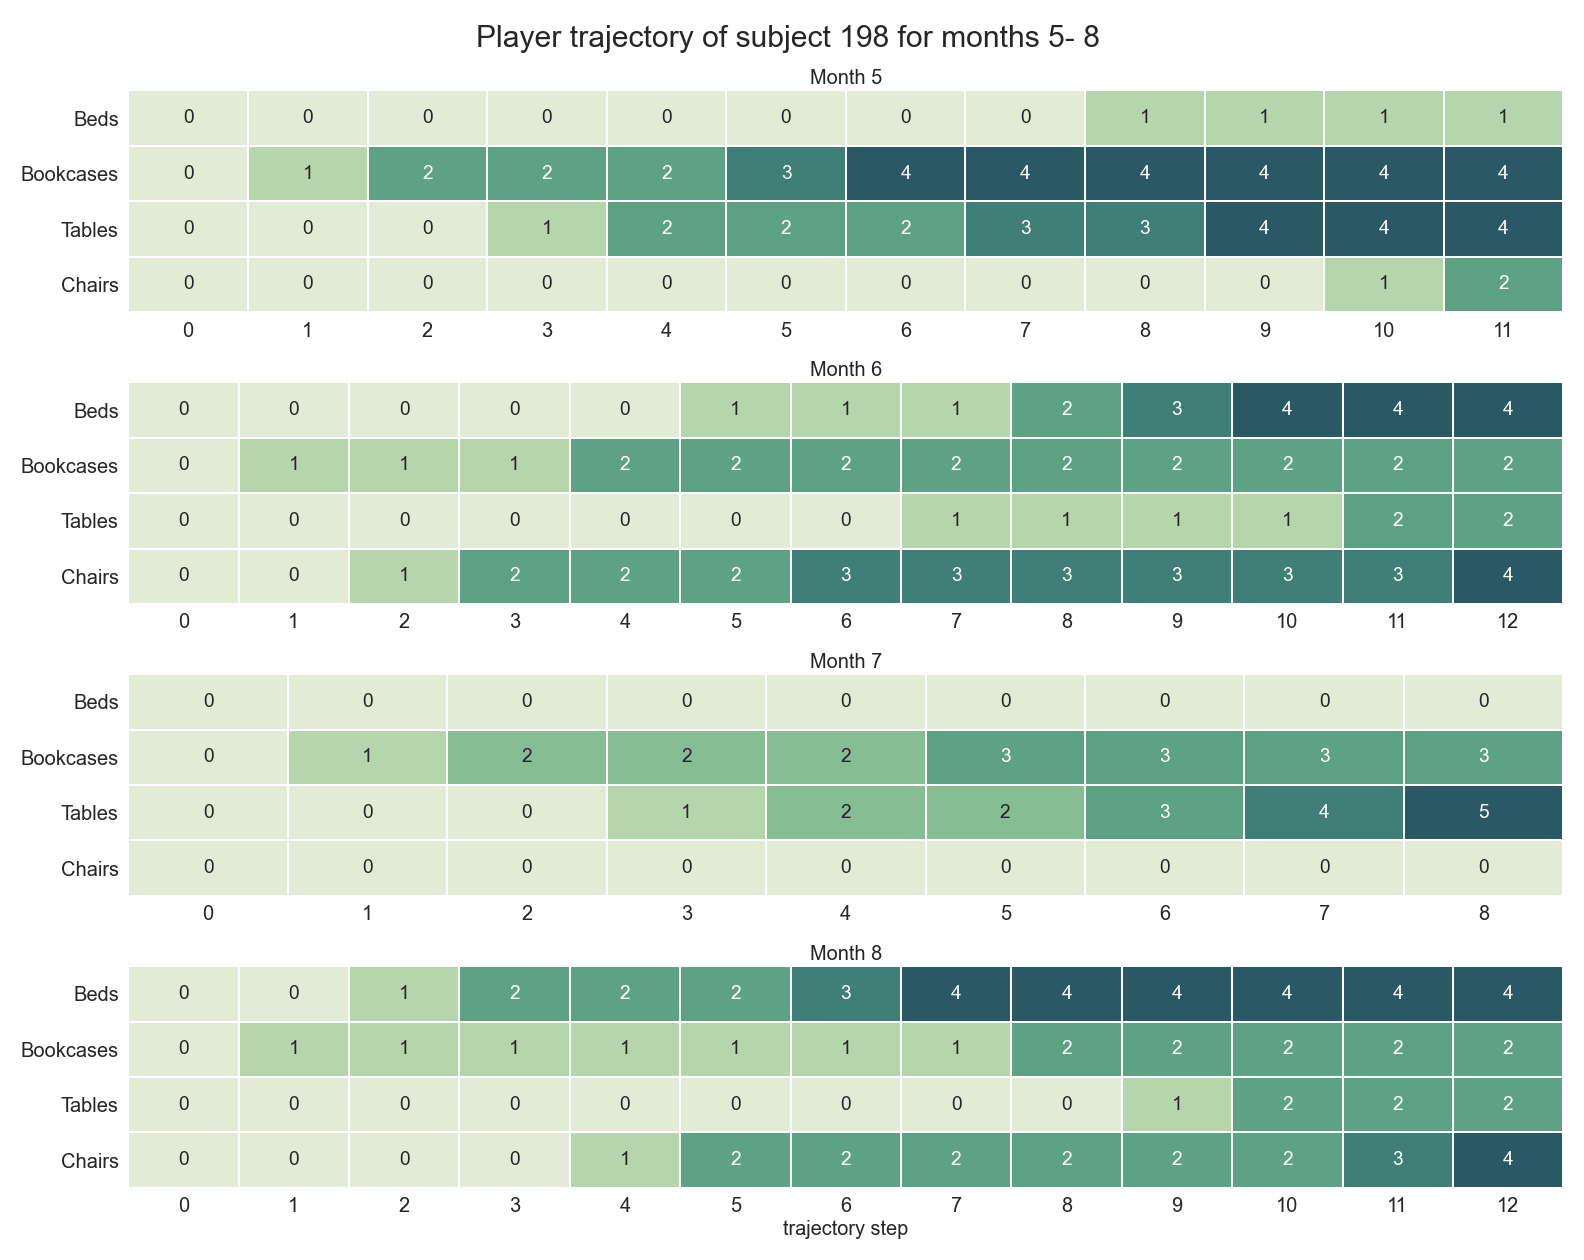 Player trajectory of subject 198 for months 5- 8
Month 5
Beds 0 0 0 0 0 0 0 0 1 1 1 1
Bookcases 0 1 2 2 2 3 4 4 4 4 4 4
Tables 0 0 0 1 2 2 2 3 3 4 4 4
Chairs 0 0 0 0 0 0 0 0 0 0 1 2
0 1 2 3 4 5 6 7 8 9 10 11
Month 6
Beds 0 0 0 0 0 1 1 1 2 3 4 4 4
Bookcases 0 1 1 1 2 2 2 2 2 2 2 2 2
Tables 0 0 0 0 0 0 0 1 1 1 1 2 2
Chairs 0 0 1 2 2 2 3 3 3 3 3 3 4
0 1 2 3 4 5 6 7 8 9 10 11 12
Month 7
Beds 0 0 0 0 0 0 0 0 0
Bookcases 0 1 2 2 2 3 3 3 3
Tables 0 0 0 1 2 2 3 4 5
Chairs 0 0 0 0 0 0 0 0 0
0 1 2 3 4 5 6 7 8
Month 8
Beds 0 0 1 2 2 2 3 4 4 4 4 4 4
Bookcases 0 1 1 1 1 1 1 1 2 2 2 2 2
Tables 0 0 0 0 0 0 0 0 0 1 2 2 2
Chairs 0 0 0 0 1 2 2 2 2 2 2 3 4
0 1 2 3 4 5 6 7 8 9 10 11 12
trajectory step